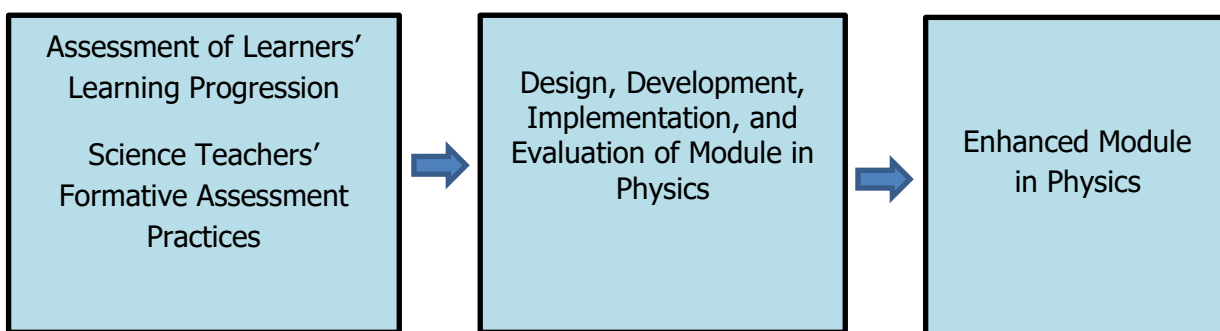 Assessment of Learners’
Learning Progression
Science Teachers’
Formative Assessment
Practices
Design, Development,
Implementation, and
Evaluation of Module in
Physics
Enhanced Module
in Physics